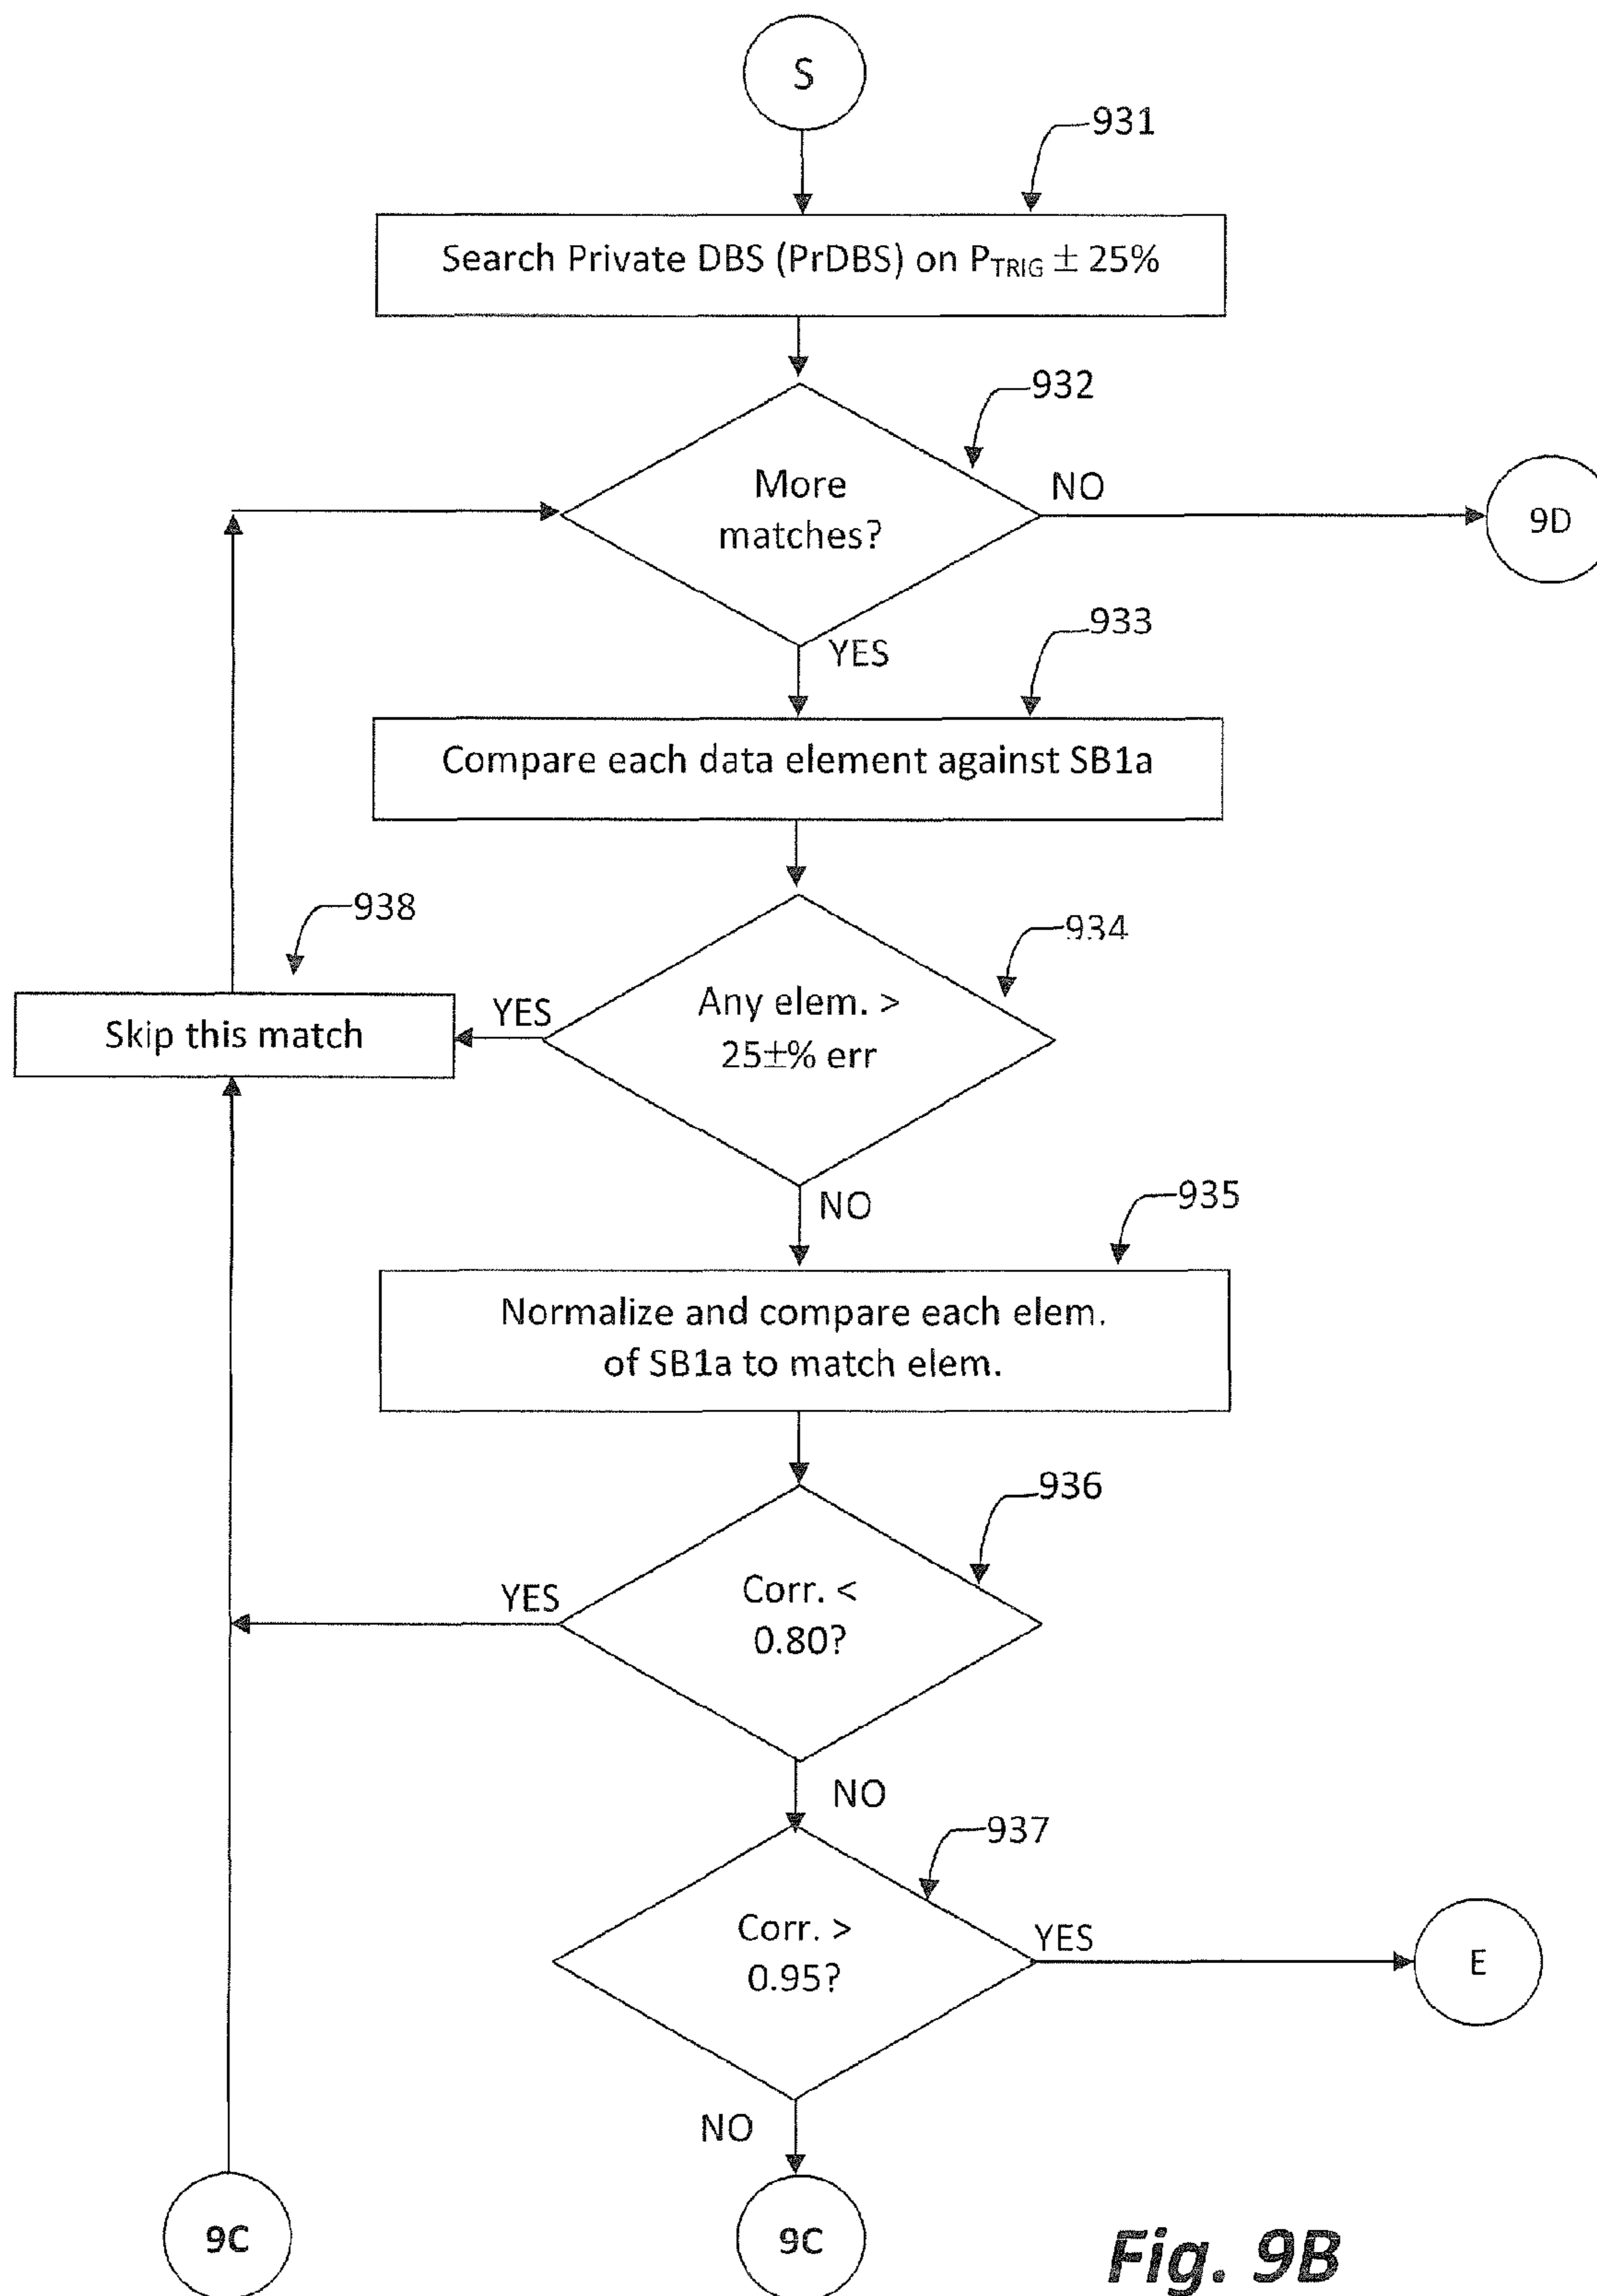 S
931
Search Private DBS (PrDBS) on PTRIG ± 25%
932
More
matches?
NO
9D
YES
933
Compare each data element against SB1a
938
934
Skip this match
YES
Any elem. >
25±% err
NO
935
Normalize and compare each elem.
of SB1a to match elem.
936
YES
Corr. <
0.80?
NO
937
Corr. >
0.95?
YES
E
NO
9C
9C
Fig. 9B